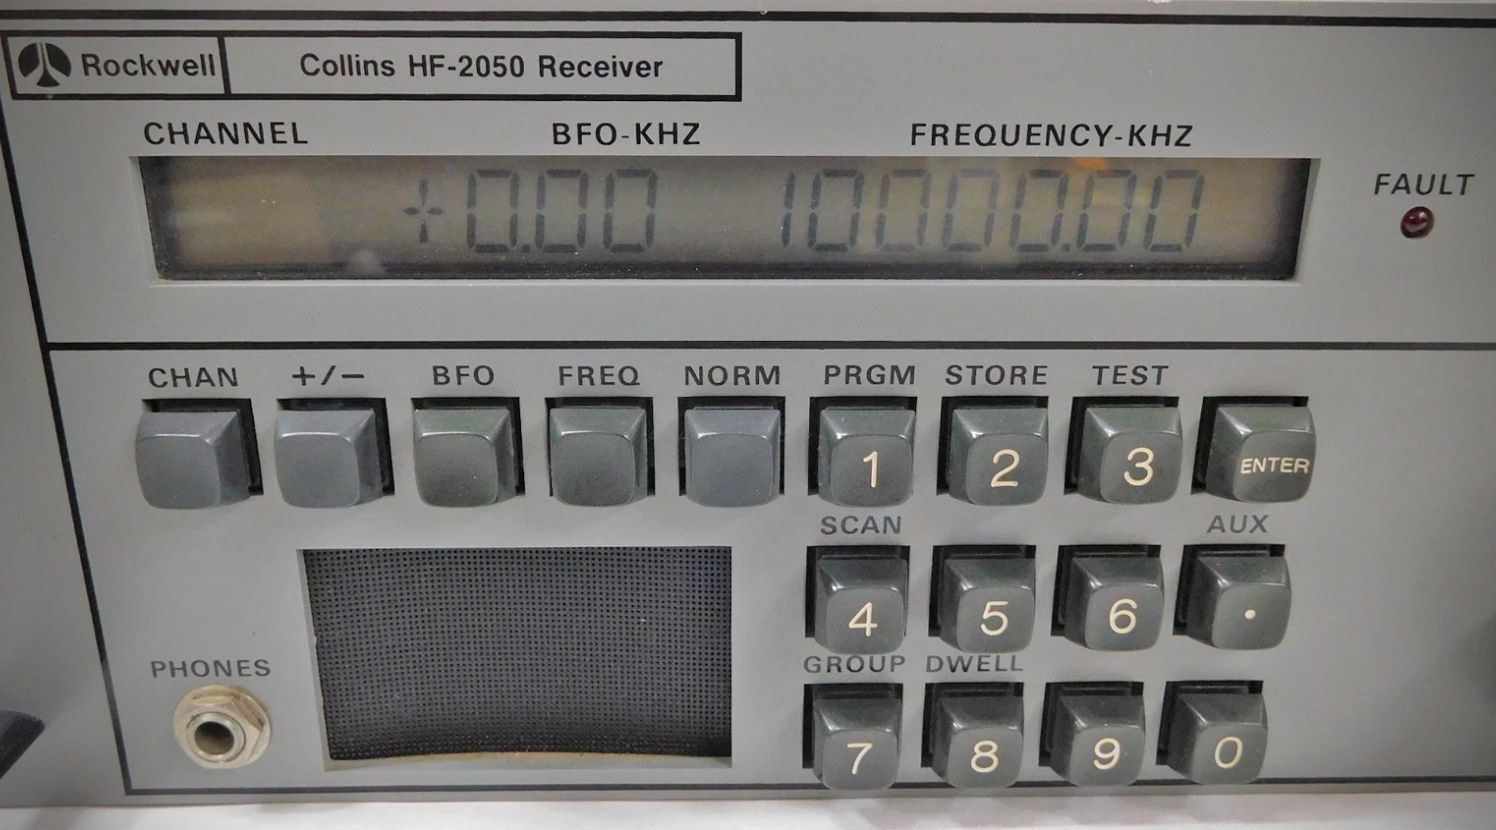 Rockwell Collins HF-2050 Receiver
CHANNEL BFO-KHZ FREQUENCY-KHZ
+0.00 10000.00
FAULT
CHAN +/- BFO FREQ NORM PRGM STORE TEST
1 2 3 ENTER
SCAN AUX
4 5 6 .
PHONES GROUP DWELL
7 8 9 0